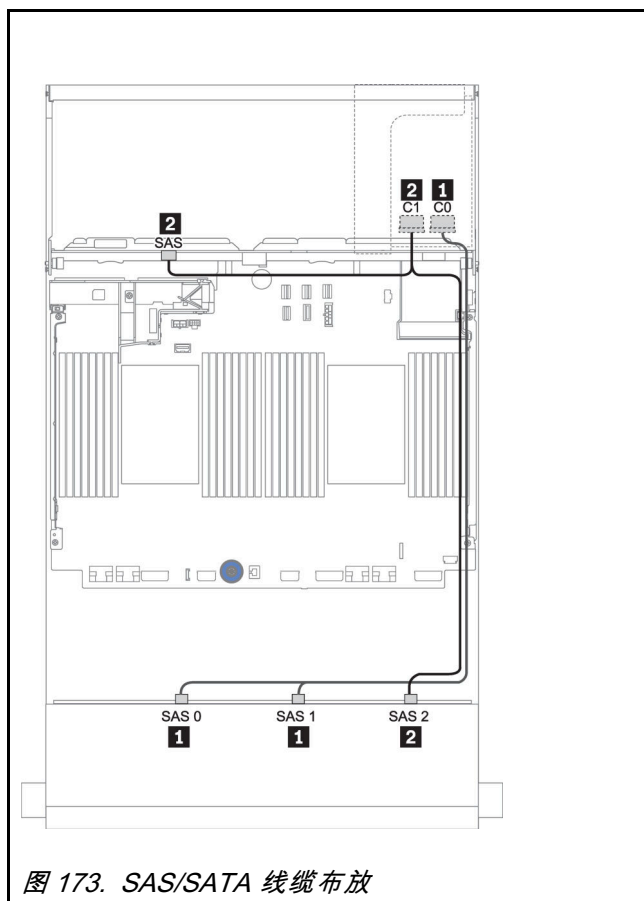 2 1
C1 C0
2
SAS
SAS 0 SAS 1 SAS 2
1 1 2
图 173. SAS/SATA 线缆布放